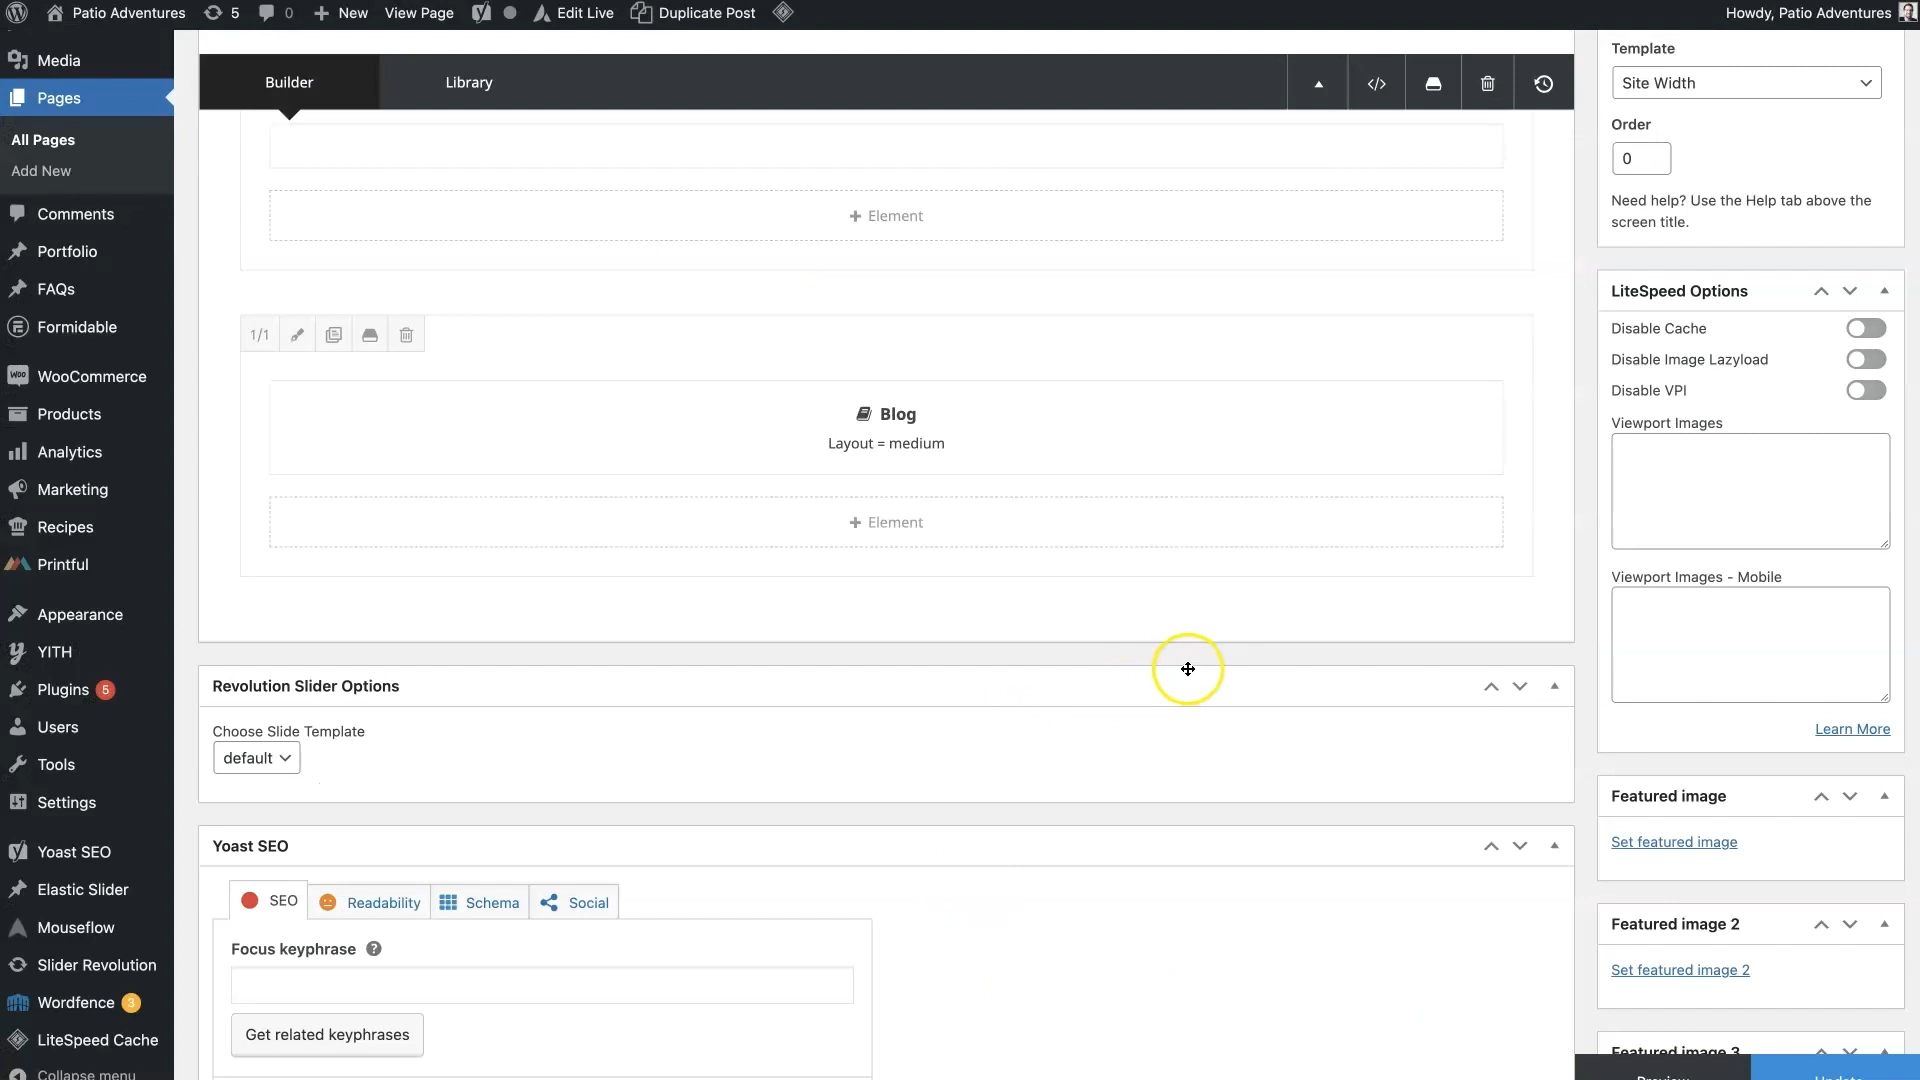 Patio Adventures
5
0
New
View Page
Edit Live
Duplicate Post
Howdy, Patio Adventures
Media
Pages
All Pages
Add New
Comments
Portfolio
FAQs
Formidable
WooCommerce
Products
Analytics
Marketing
Recipes
Printful
Appearance
YITH
Plugins 5
Users
Tools
Settings
Yoast SEO
Elastic Slider
Mouseflow
Slider Revolution
Wordfence 3
LiteSpeed Cache
Collapse menu
Builder
Library
+ Element
1/1
Blog
Layout = medium
+ Element
Revolution Slider Options
Choose Slide Template
default
Yoast SEO
SEO
Readability
Schema
Social
Focus keyphrase
Get related keyphrases
Template
Site Width
Order
0
Need help? Use the Help tab above the
screen title.
LiteSpeed Options
Disable Cache
Disable Image Lazyload
Disable VPI
Viewport Images
Viewport Images - Mobile
Learn More
Featured image
Set featured image
Featured image 2
Set featured image 2
Featured image 3
Preview
Update